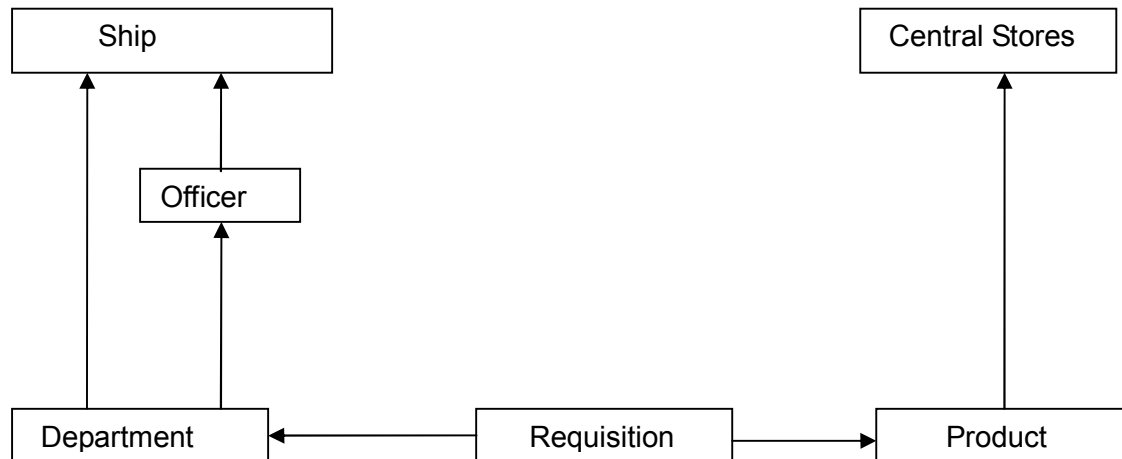 Ship
Central Stores
Officer
Department
Requisition
Product